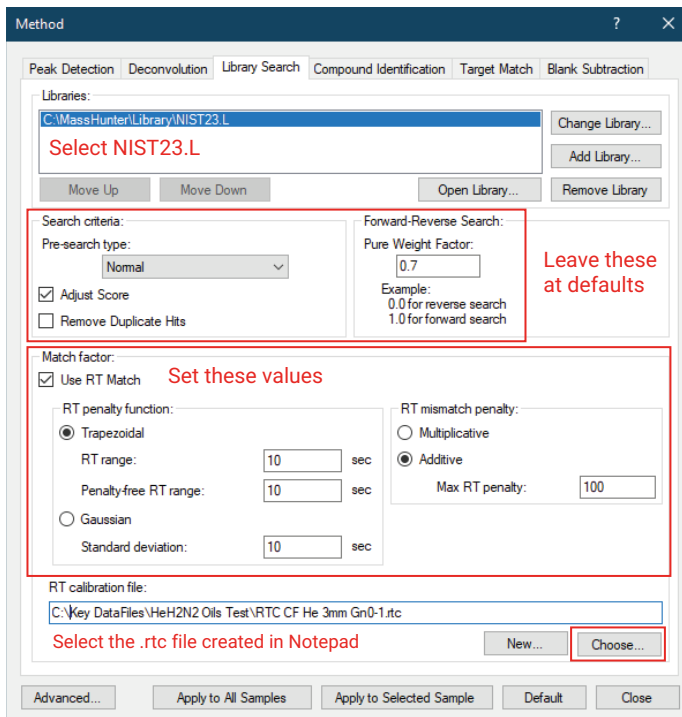 Method
?
Peak Detection
Deconvolution
Library Search
Compound Identification
Target Match
Blank Subtraction
Libraries:
C:\MassHunter\Library\NIST23.L
Select NIST23.L
Change Library...
Add Library...
Move Up
Move Down
Open Library...
Remove Library
Search criteria:
Pre-search type:
Normal
Adjust Score
Remove Duplicate Hits
Forward-Reverse Search:
Pure Weight Factor:
0.7
Example:
0.0 for reverse search
1.0 for forward search
Leave these
at defaults
Match factor:
Use RT Match
Set these values
RT penalty function:
Trapezoidal
RT range:
10
sec
Penalty-free RT range:
10
sec
Gaussian
Standard deviation:
10
sec
RT mismatch penalty:
Multiplicative
Additive
Max RT penalty:
100
RT calibration file:
C:\Key DataFiles\HeH2N2 Oils Test\RTC CF He 3mm Gn0-1.rtc
Select the .rtc file created in Notepad
New...
Choose...
Advanced...
Apply to All Samples
Apply to Selected Sample
Default
Close